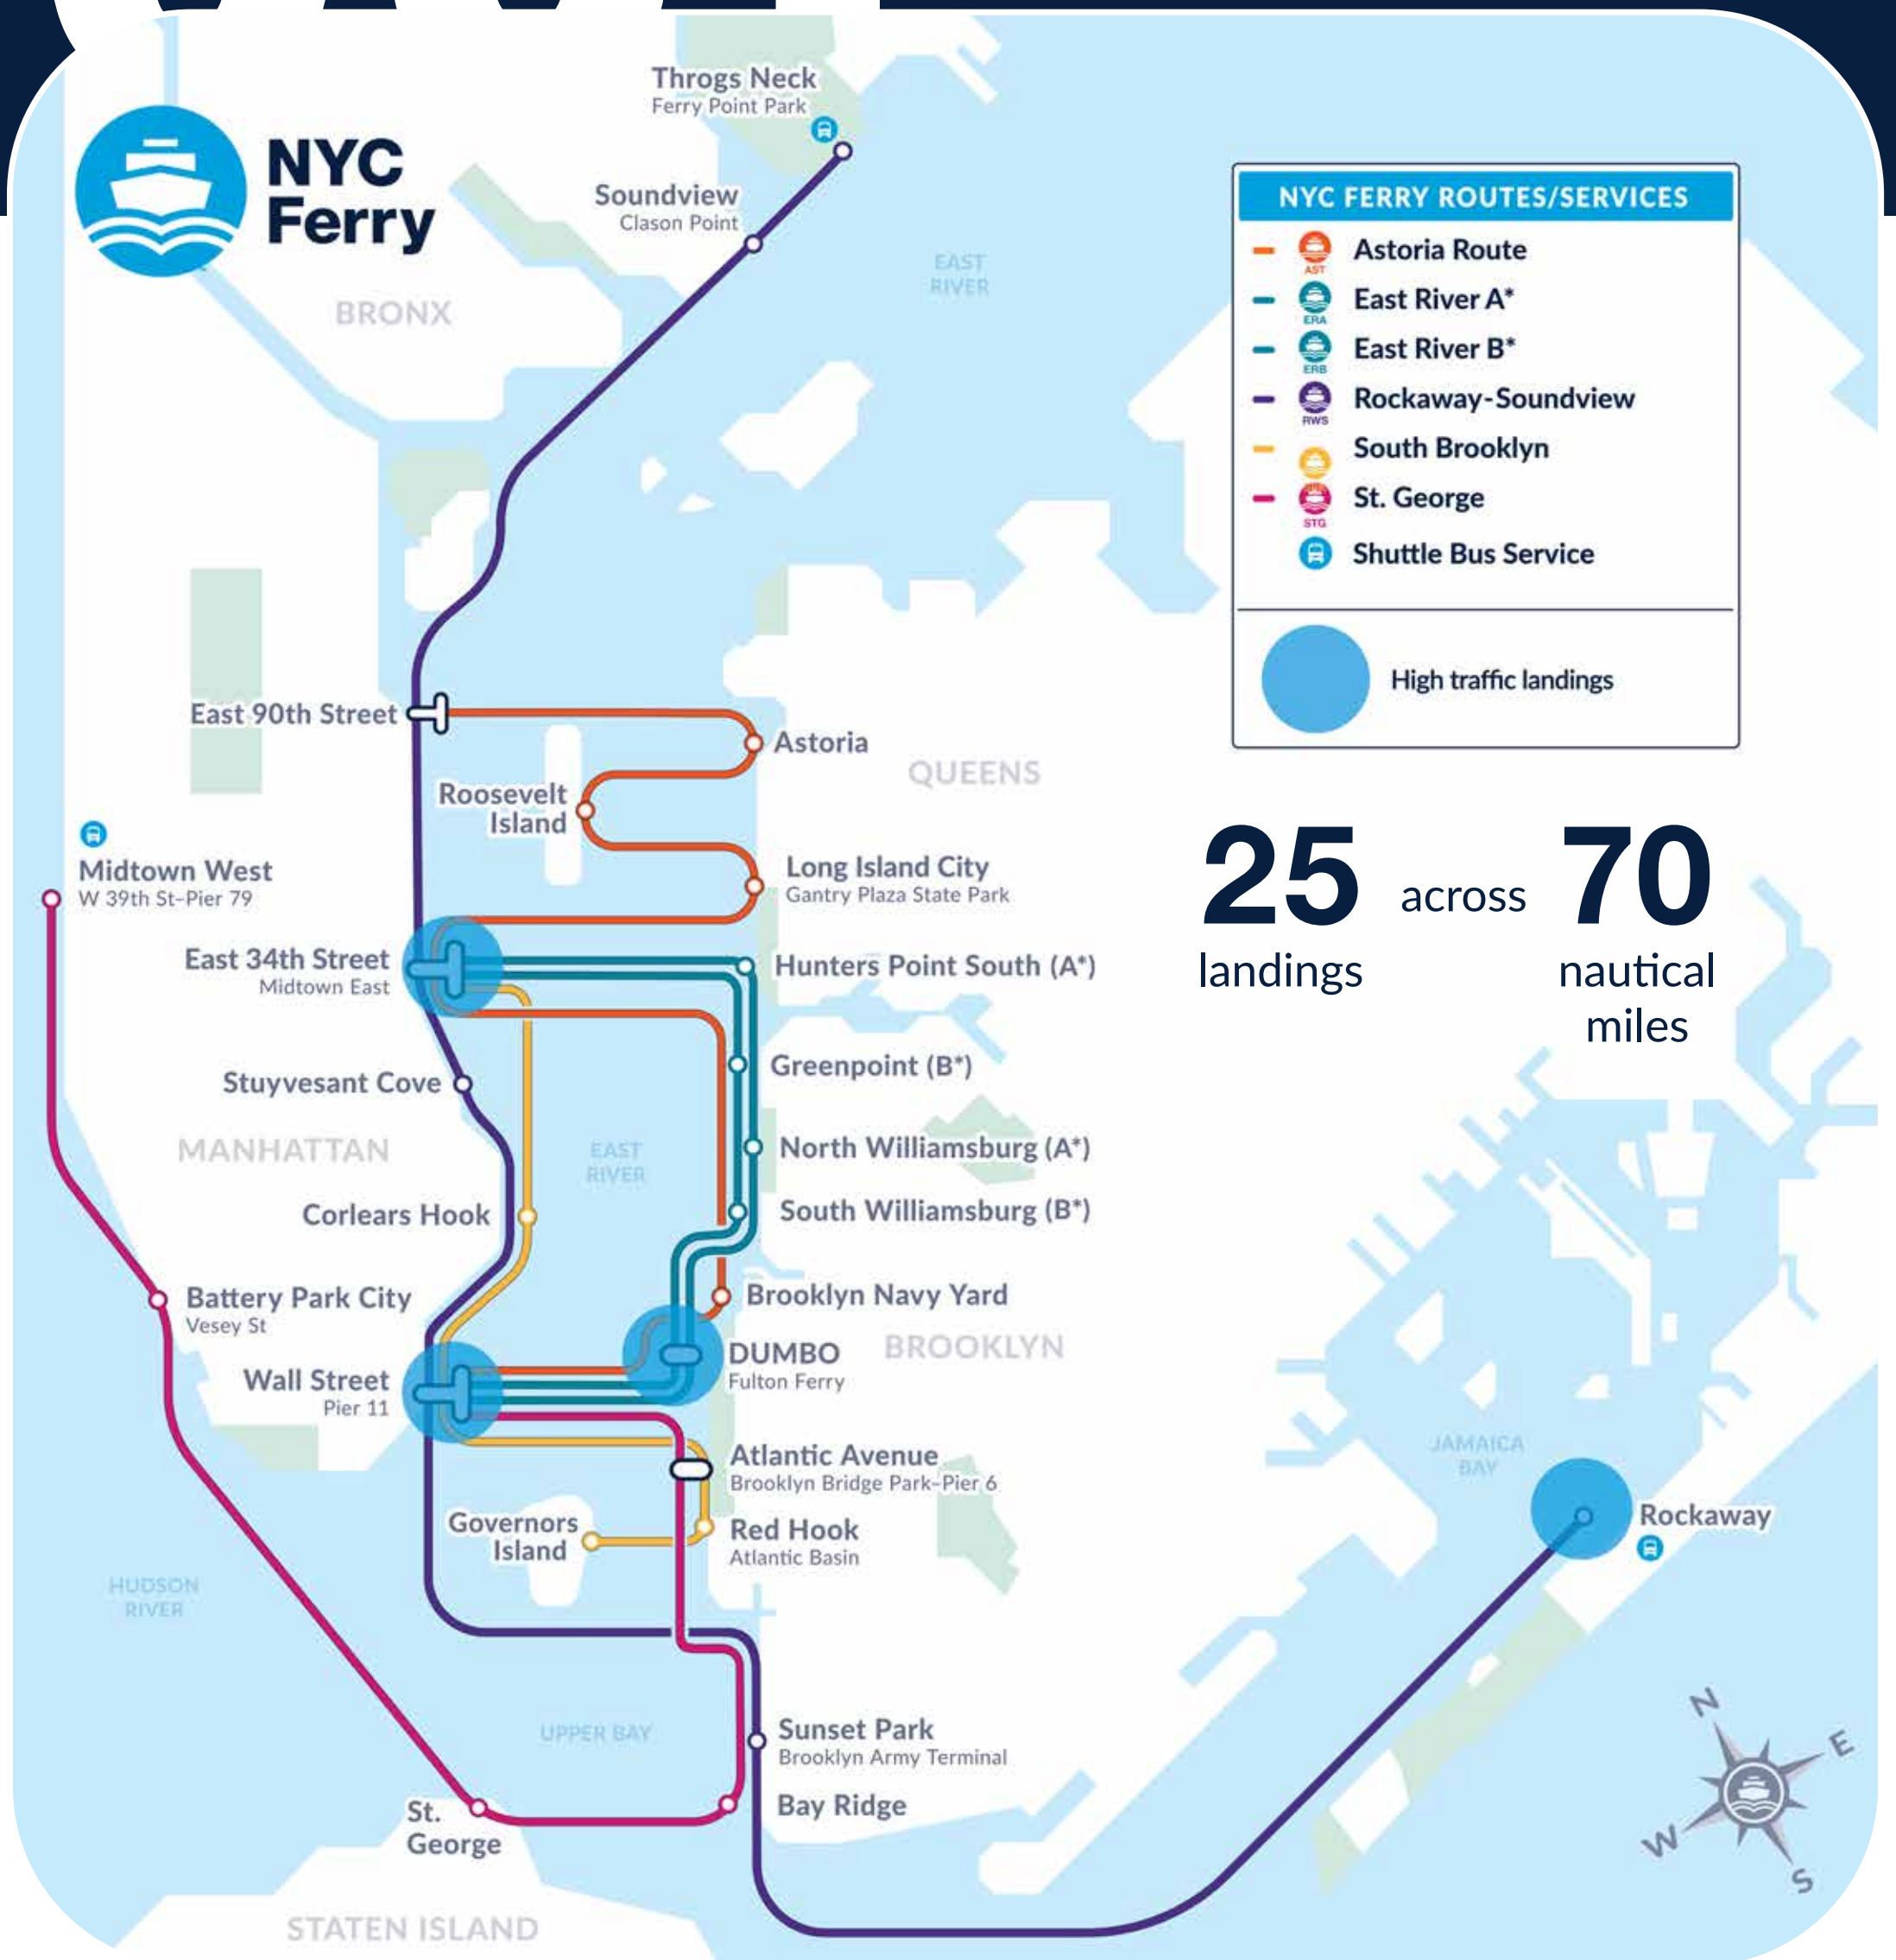 NYC
Ferry
Throgs Neck
Ferry Point Park
Soundview
Clason Point
EAST
RIVER
BRONX
NYC FERRY ROUTES/SERVICES
AST
Astoria Route
ERA
East River A*
ERB
East River B*
RWS
Rockaway-Soundview
South Brooklyn
STG
St. George
Shuttle Bus Service
High traffic landings
East 90th Street
Astoria
QUEENS
Roosevelt
Island
Midtown West
W 39th St–Pier 79
Long Island City
Gantry Plaza State Park
25
landings
across
70
nautical
miles
East 34th Street
Midtown East
Hunters Point South (A*)
Stuyvesant Cove
Greenpoint (B*)
MANHATTAN
EAST
RIVER
North Williamsburg (A*)
Corlears Hook
South Williamsburg (B*)
Battery Park City
Vesey St
Brooklyn Navy Yard
BROOKLYN
DUMBO
Fulton Ferry
Wall Street
Pier 11
Atlantic Avenue
Brooklyn Bridge Park–Pier 6
JAMAICA
BAY
Governors
Island
Red Hook
Atlantic Basin
Rockaway
HUDSON
RIVER
UPPER BAY
Sunset Park
Brooklyn Army Terminal
Bay Ridge
St.
George
STATEN ISLAND
N
E
W
S